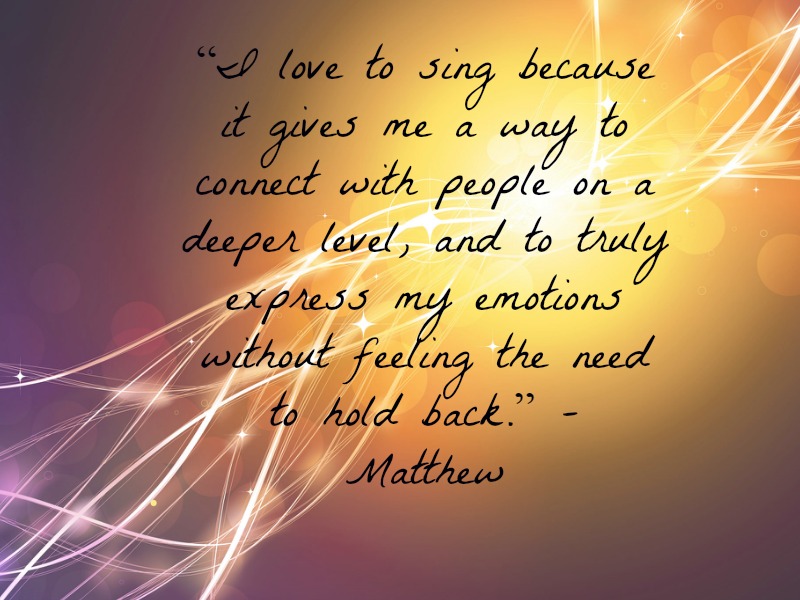 “I love to sing because
it gives me a way to
connect with people on a
deeper level, and to truly
express my emotions
without feeling the need
to hold back.” -
Matthew